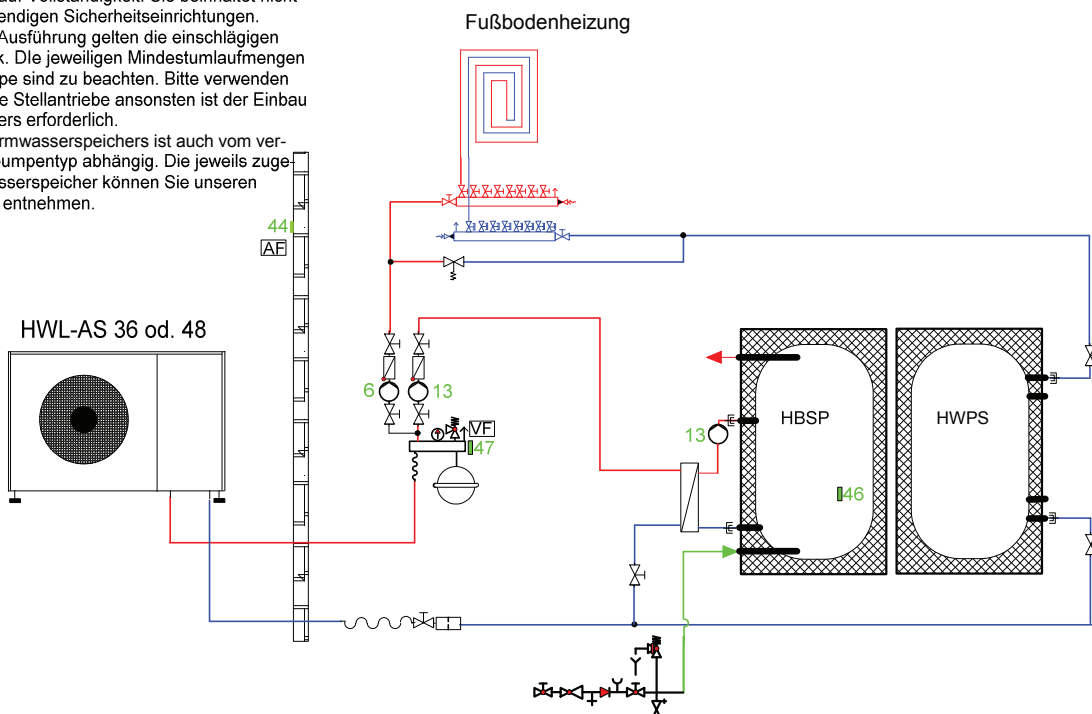 endigen Sicherheitseinrichtungen.
Ausführung gelten die einschlägigen
k. DIe jeweiligen Mindestumlaufmengen
pe sind zu beachten. Bitte verwenden
e Stellantriebe ansonsten ist der Einbau
ers erforderlich.
rmwasserspeichers ist auch vom ver-
umpentyp abhängig. Die jeweils zuge-
sserspeicher können Sie unseren
entnehmen.
Fußbodenheizung
44
AF
HWL-AS 36 od. 48
6
13
VF
47
13
HBSP
46
HWPS